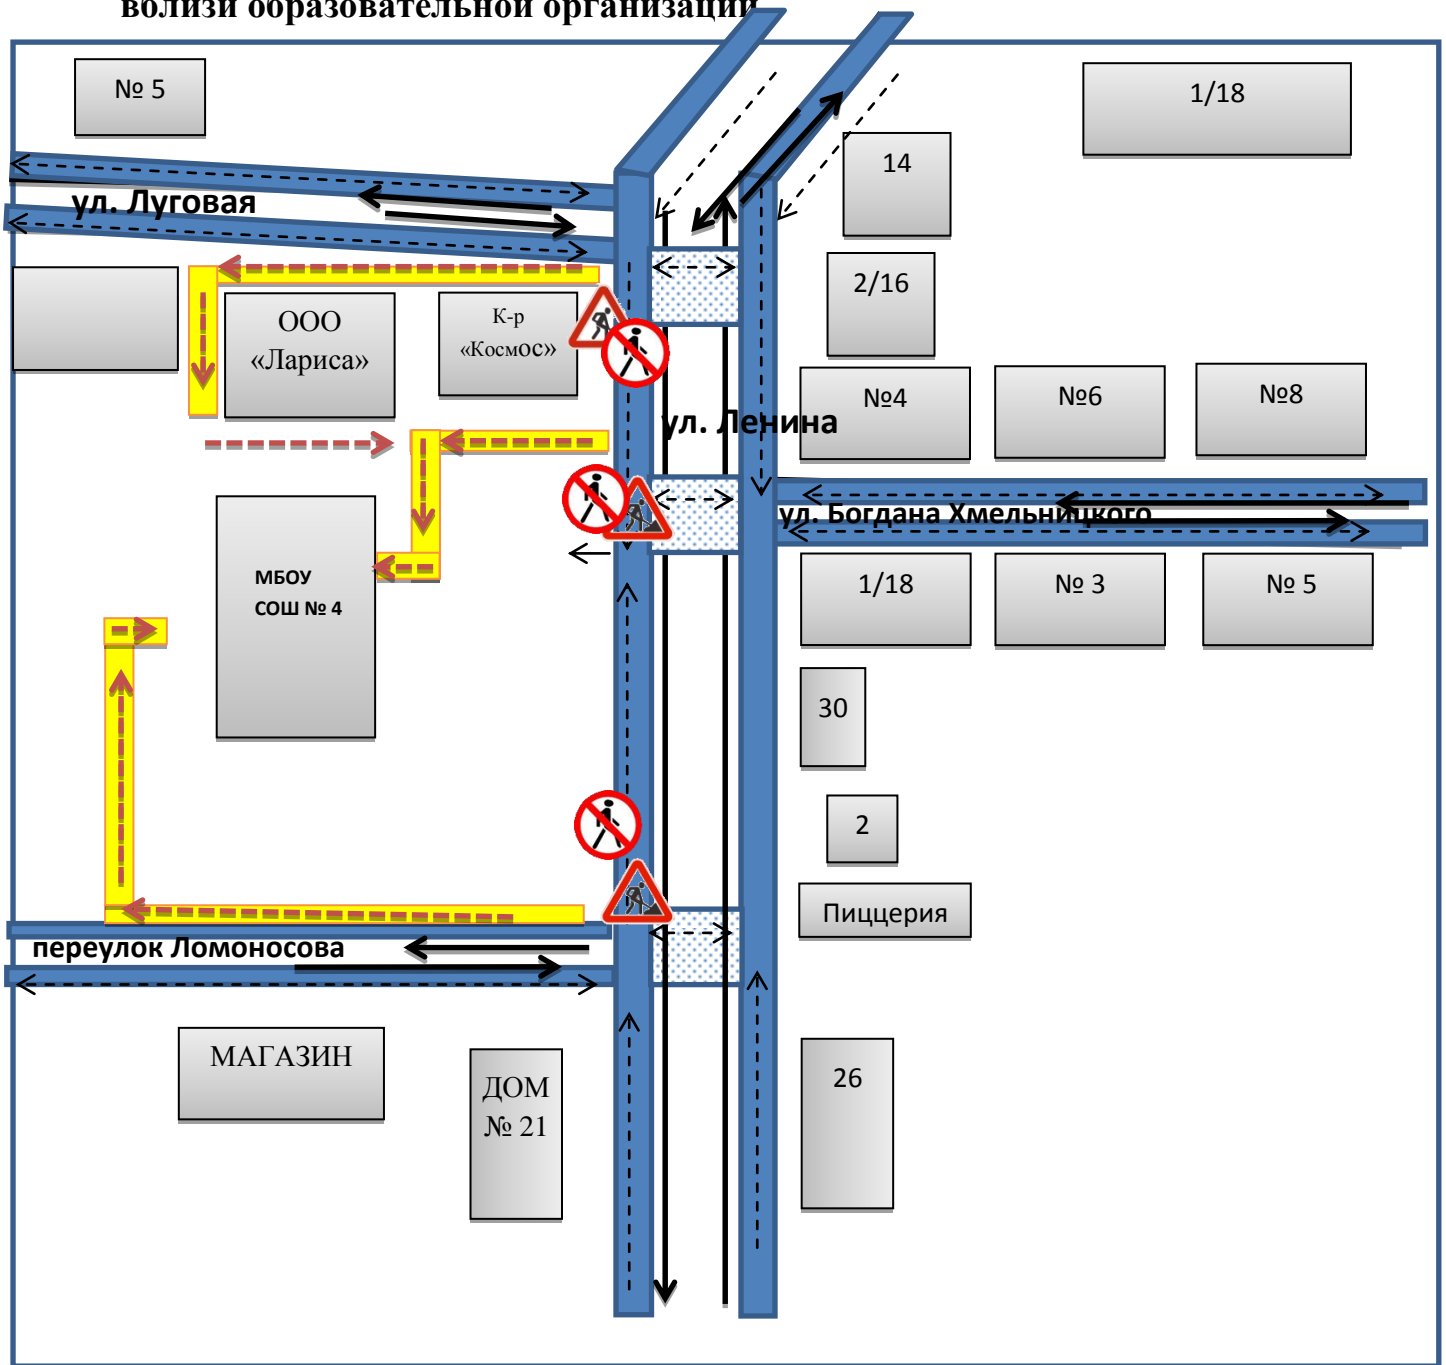 вблизи образовательной организации
№ 5
1/18
14
ул. Луговая
2/16
ООО
«Лариса»
К-р
«Космос»
№4
№6
№8
ул. Ленина
ул. Богдана Хмельницкого
МБОУ
СОШ № 4
1/18
№ 3
№ 5
30
2
Пиццерия
переулок Ломоносова
МАГАЗИН
ДОМ
№ 21
26